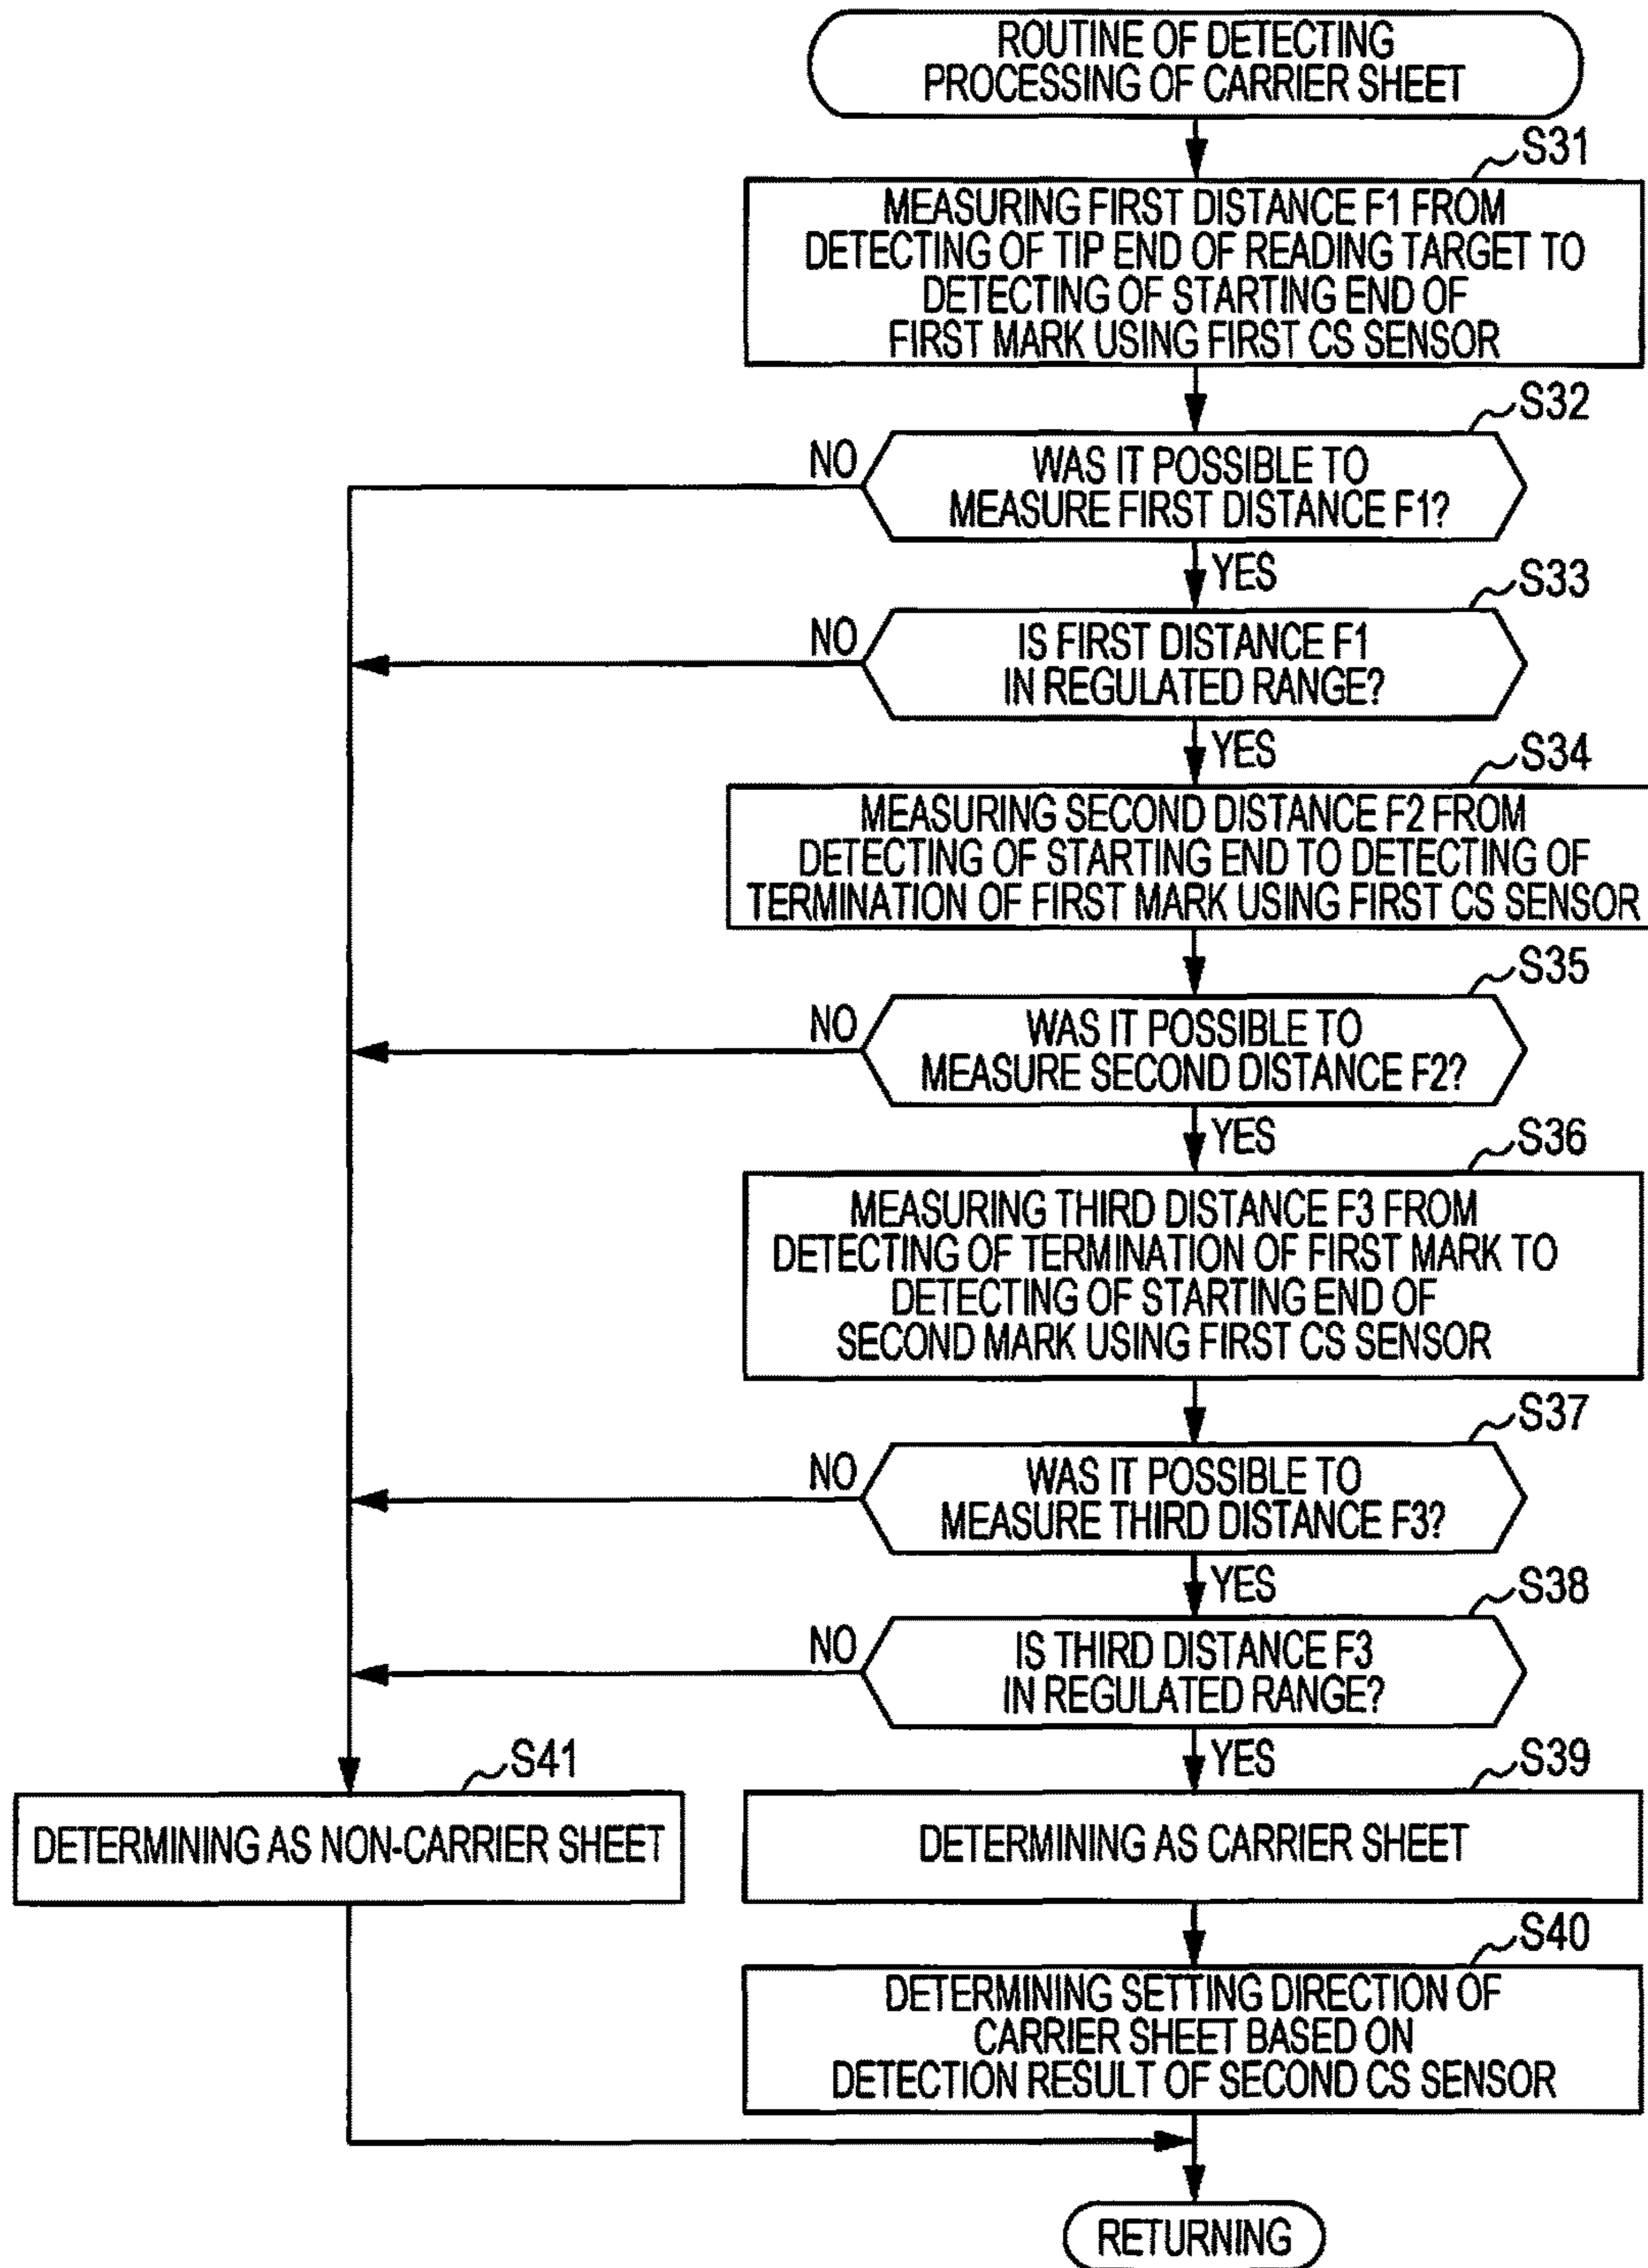 ROUTINE OF DETECTING
PROCESSING OF CARRIER SHEET
S31
MEASURING FIRST DISTANCE F1 FROM
DETECTING OF TIP END OF READING TARGET TO
DETECTING OF STARTING END OF
FIRST MARK USING FIRST CS SENSOR
S32
NO
WAS IT POSSIBLE TO
MEASURE FIRST DISTANCE F1?
YES
S33
NO
IS FIRST DISTANCE F1
IN REGULATED RANGE?
YES
S34
MEASURING SECOND DISTANCE F2 FROM
DETECTING OF STARTING END TO DETECTING OF
TERMINATION OF FIRST MARK USING FIRST CS SENSOR
S35
NO
WAS IT POSSIBLE TO
MEASURE SECOND DISTANCE F2?
YES
S36
MEASURING THIRD DISTANCE F3 FROM
DETECTING OF TERMINATION OF FIRST MARK TO
DETECTING OF STARTING END OF
SECOND MARK USING FIRST CS SENSOR
S37
NO
WAS IT POSSIBLE TO
MEASURE THIRD DISTANCE F3?
YES
S38
NO
IS THIRD DISTANCE F3
IN REGULATED RANGE?
YES
S41
S39
DETERMINING AS NON-CARRIER SHEET
DETERMINING AS CARRIER SHEET
S40
DETERMINING SETTING DIRECTION OF
CARRIER SHEET BASED ON
DETECTION RESULT OF SECOND CS SENSOR
RETURNING